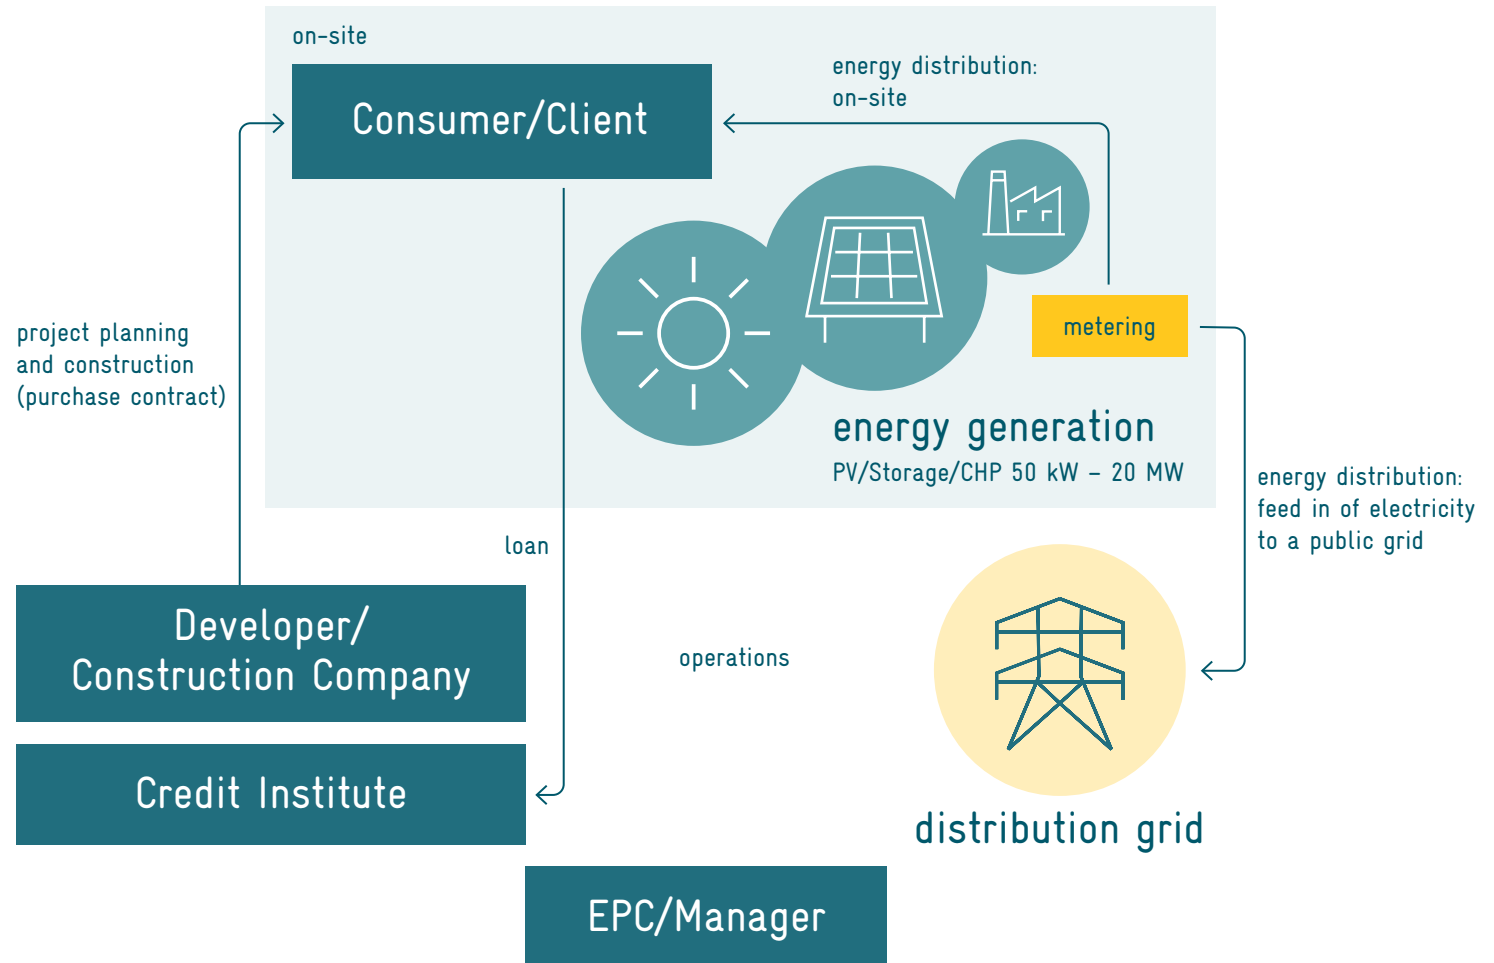 on-site
Consumer/Client
energy distribution:
on-site
metering
project planning
and construction
(purchase contract)
energy generation
PV/Storage/CHP 50 kW – 20 MW
energy distribution:
feed in of electricity
to a public grid
loan
Developer/
Construction Company
operations
Credit Institute
distribution grid
EPC/Manager